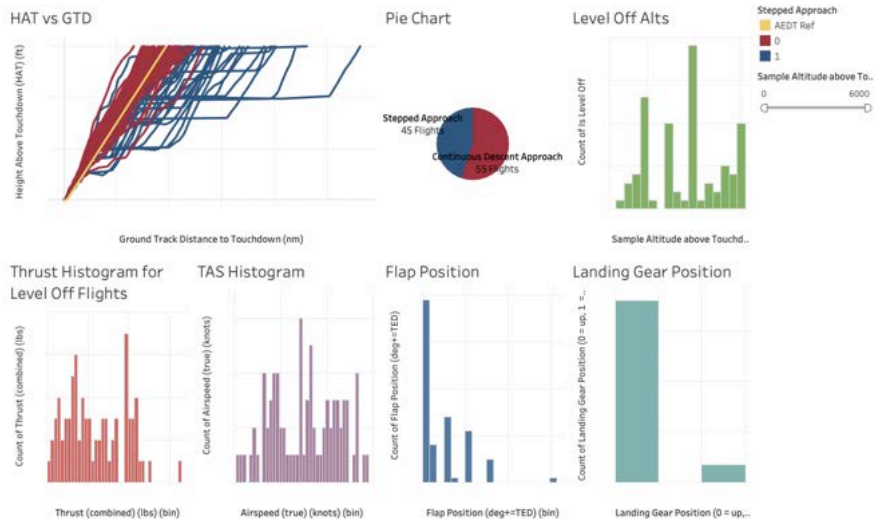 HAT vs GTD
Height Above Touchdown (HAT) (ft)
Ground Track Distance to Touchdown (nm)
Pie Chart
Stepped Approach
45 Flights
Continuous Descent Approach
55 Flights
Level Off Alts
Count of Is Level Off
Sample Altitude above Touchd..
Stepped Approach
AEDT Ref
0
1
Sample Altitude above To..
0
6000
Thrust Histogram for
Level Off Flights
Count of Thrust (combined) (lbs)
Thrust (combined) (lbs) (bin)
TAS Histogram
Count of Airspeed (true) (knots)
Airspeed (true) (knots) (bin)
Flap Position
Count of Flap Position (deg+=TED)
Flap Position (deg+=TED) (bin)
Landing Gear Position
Count of Landing Gear Position (0 = up, 1 =..
Landing Gear Position (0 = up,..